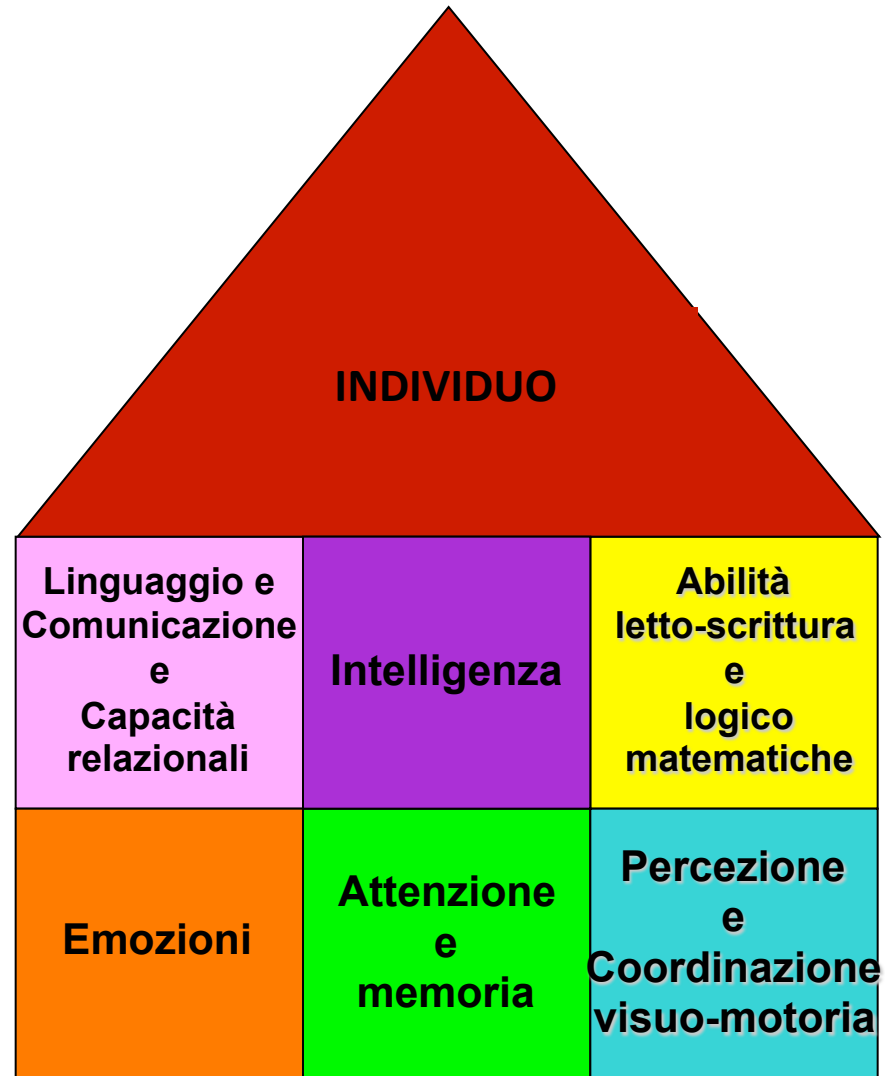 INDIVIDUO
Linguaggio e
Comunicazione
e
Capacità
relazionali
Intelligenza
Abilità
letto-scrittura
e
logico
matematiche
Emozioni
Attenzione
e
memoria
Percezione
e
Coordinazione
visuo-motoria